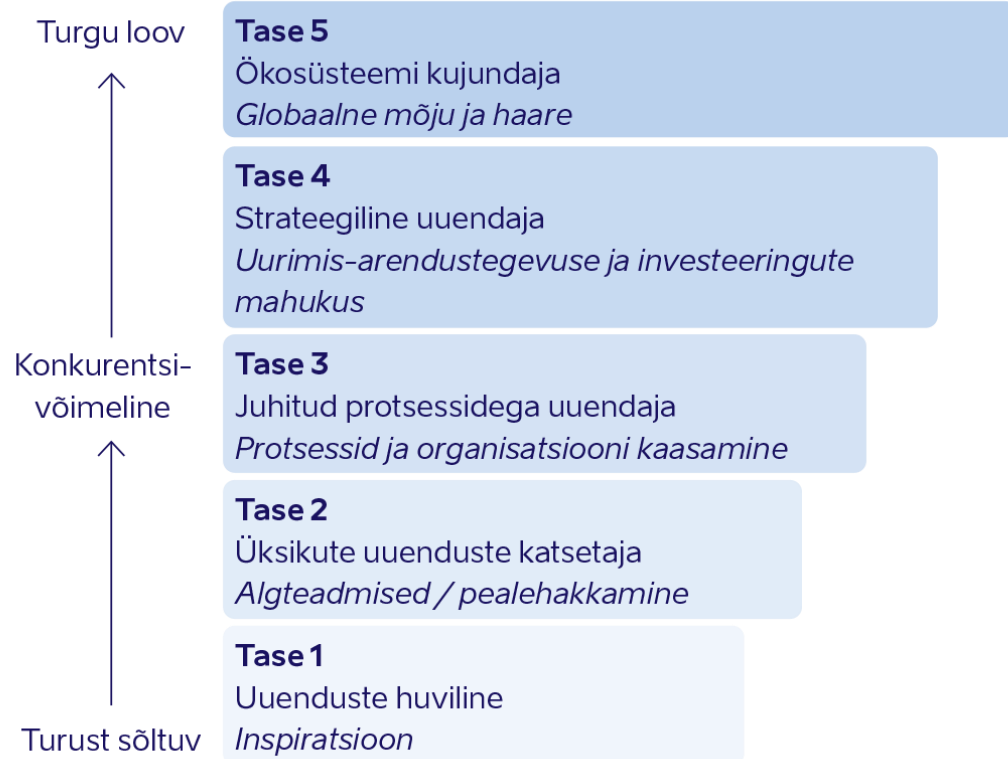 Turgu loov
Tase 5
Ökosüsteemi kujundaja
Globaalne mõju ja haare
Tase 4
Strateegiline uuendaja
Uurimis-arendustegevuse ja investeeringute
mahukus
Konkurentsi-
võimeline
Tase 3
Juhitud protsessidega uuendaja
Protsessid ja organisatsiooni kaasamine
Tase 2
Üksikute uuenduste katsetaja
Algteadmised / pealehakkamine
Tase 1
Uuenduste huviline
Turust sõltuv
Inspiratsioon